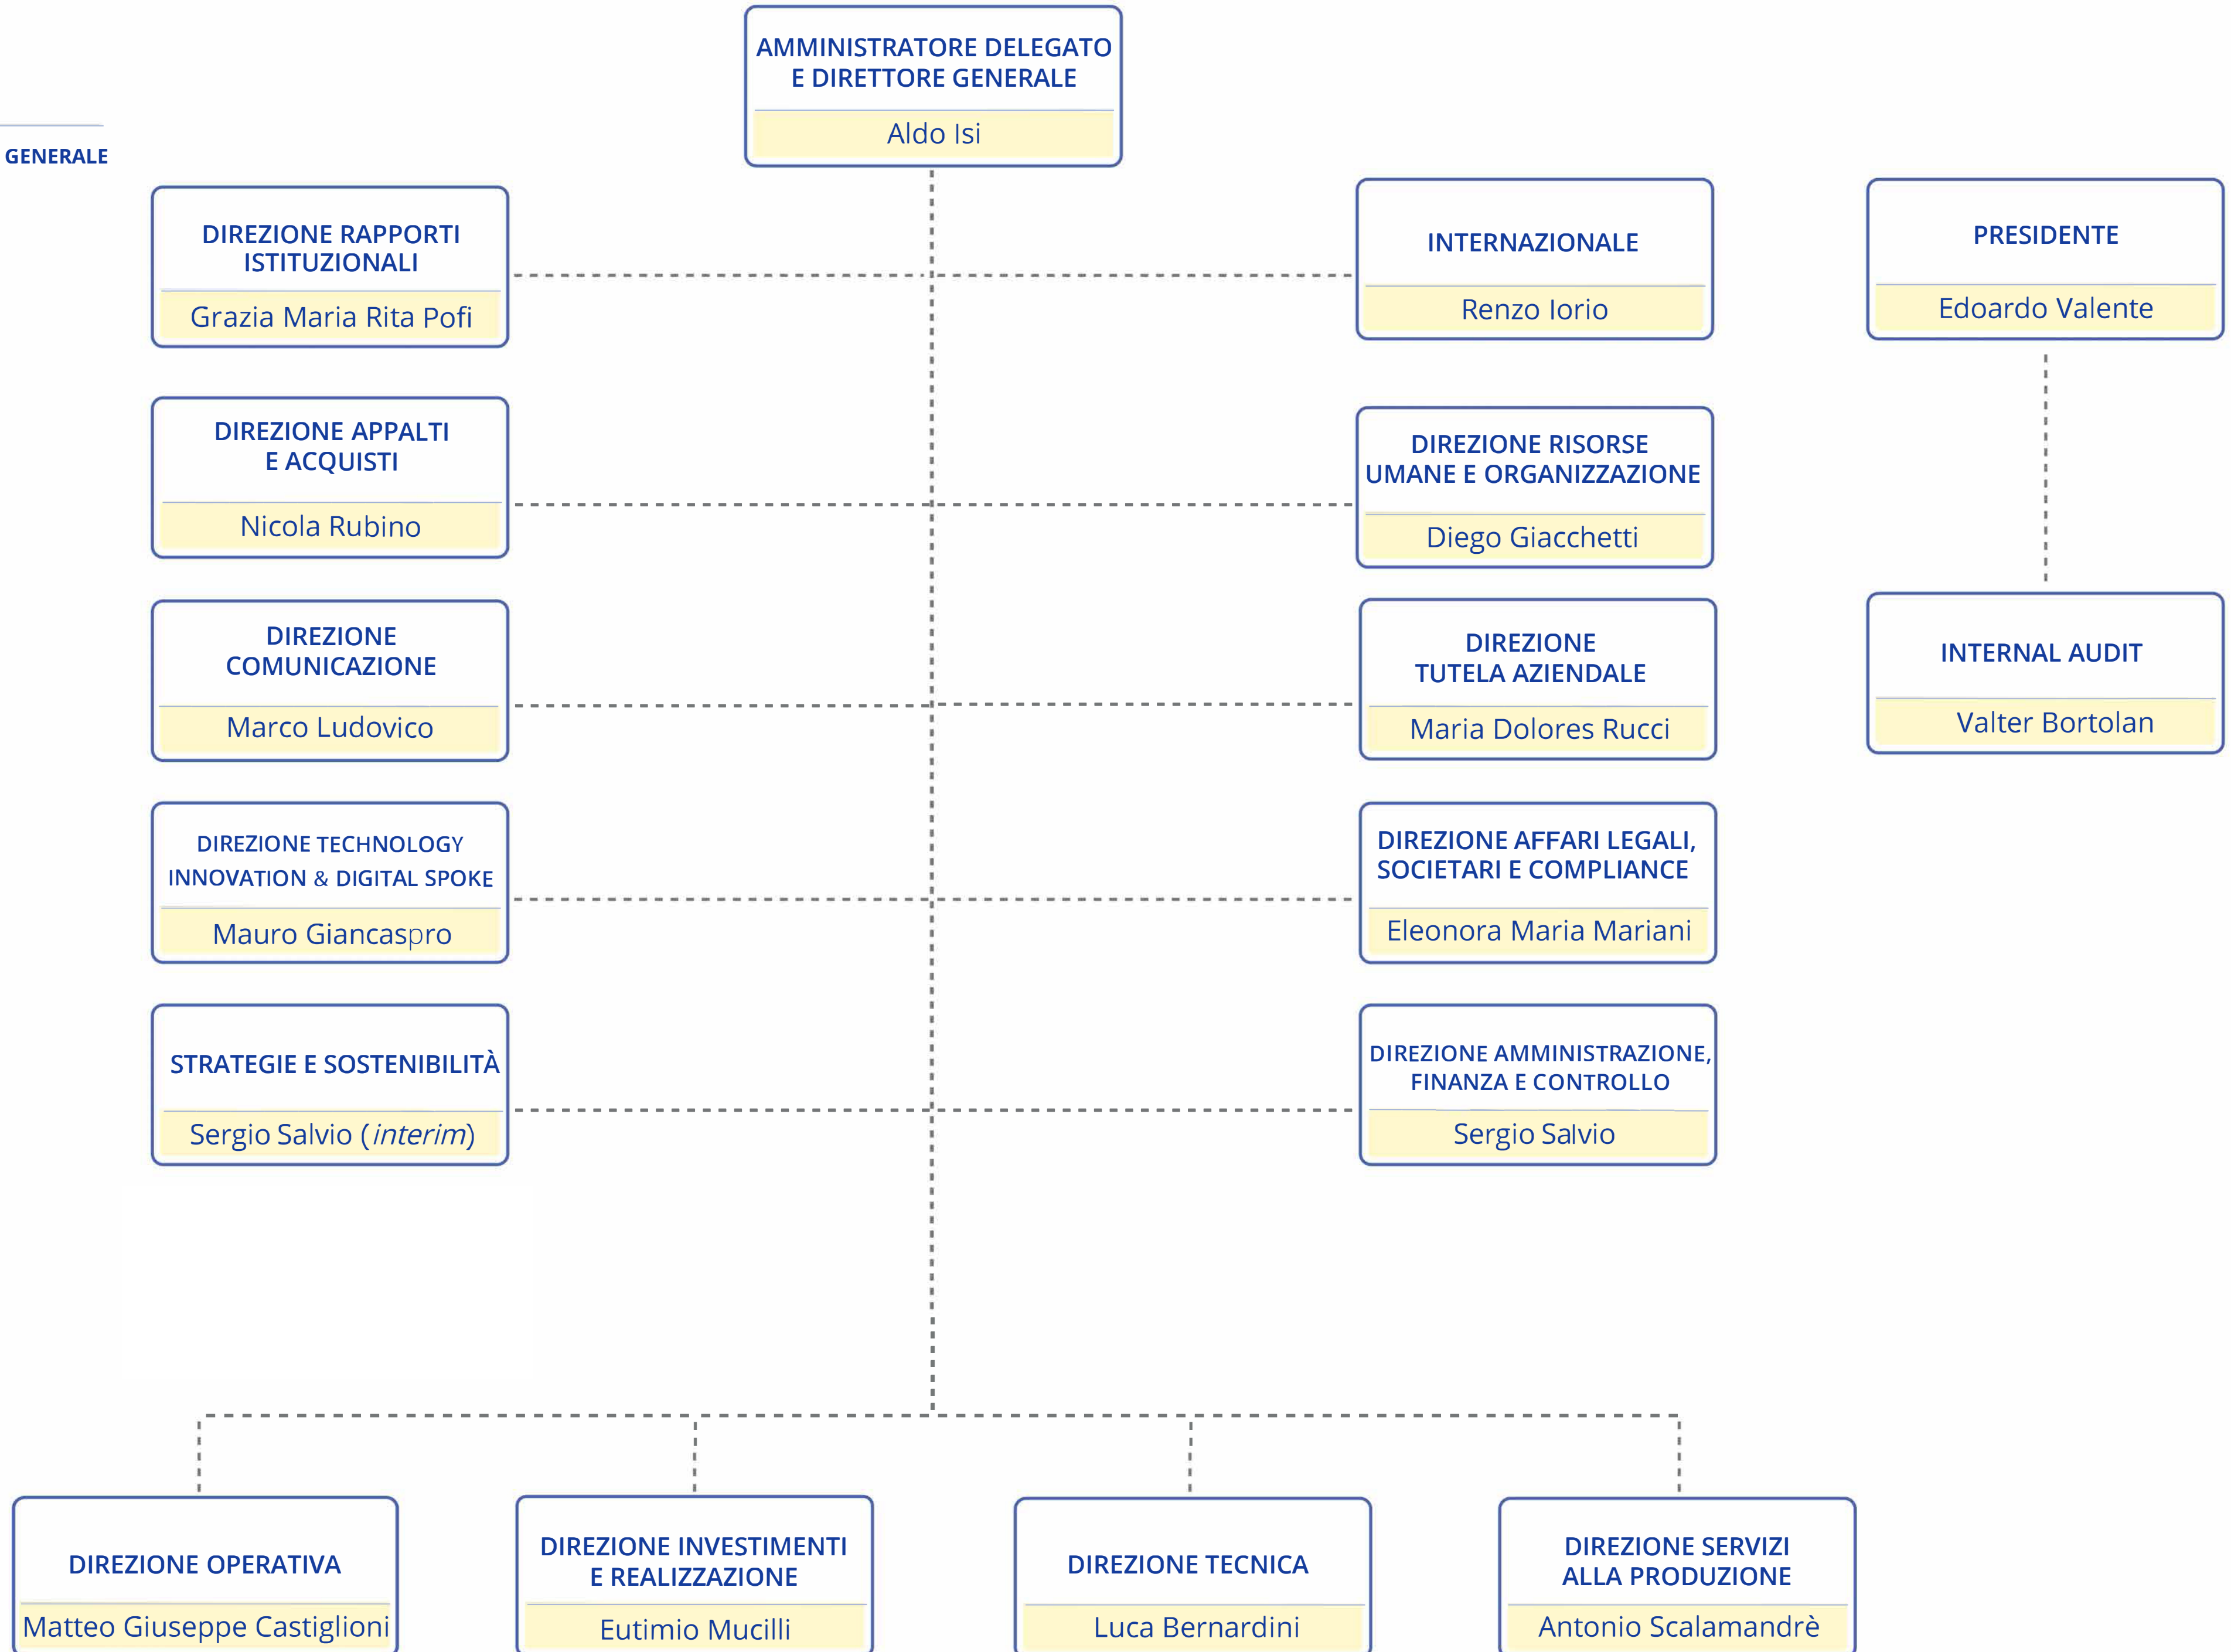 AMMINISTRATORE DELEGATO
E DIRETTORE GENERALE
Aldo Isi
GENERALE
DIREZIONE RAPPORTI
ISTITUZIONALI
Grazia Maria Rita Pofi
INTERNAZIONALE
Renzo Iorio
PRESIDENTE
Edoardo Valente
DIREZIONE APPALTI
E ACQUISTI
Nicola Rubino
DIREZIONE RISORSE
UMANE E ORGANIZZAZIONE
Diego Giacchetti
DIREZIONE
COMUNICAZIONE
Marco Ludovico
DIREZIONE
TUTELA AZIENDALE
Maria Dolores Rucci
INTERNAL AUDIT
Valter Bortolan
DIREZIONE TECHNOLOGY
INNOVATION & DIGITAL SPOKE
Mauro Giancaspro
DIREZIONE AFFARI LEGALI,
SOCIETARI E COMPLIANCE
Eleonora Maria Mariani
STRATEGIE E SOSTENIBILITÀ
Sergio Salvio (interim)
DIREZIONE AMMINISTRAZIONE,
FINANZA E CONTROLLO
Sergio Salvio
DIREZIONE OPERATIVA
Matteo Giuseppe Castiglioni
DIREZIONE INVESTIMENTI
E REALIZZAZIONE
Eutimio Mucilli
DIREZIONE TECNICA
Luca Bernardini
DIREZIONE SERVIZI
ALLA PRODUZIONE
Antonio Scalamandrè